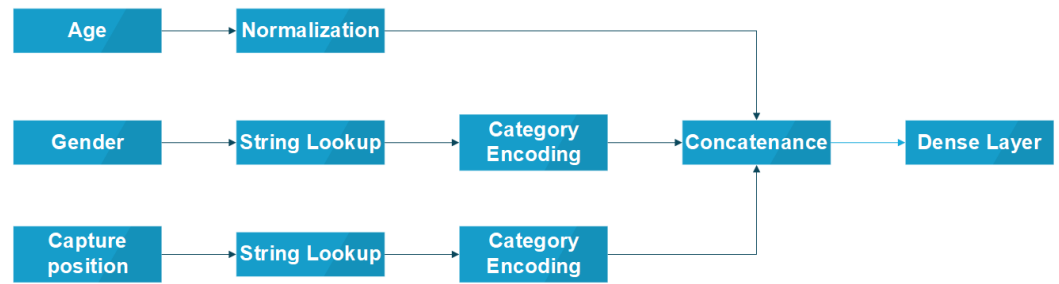 Age
Normalization
Gender
String Lookup
Category
Encoding
Concatenance
Dense Layer
Capture
position
String Lookup
Category
Encoding